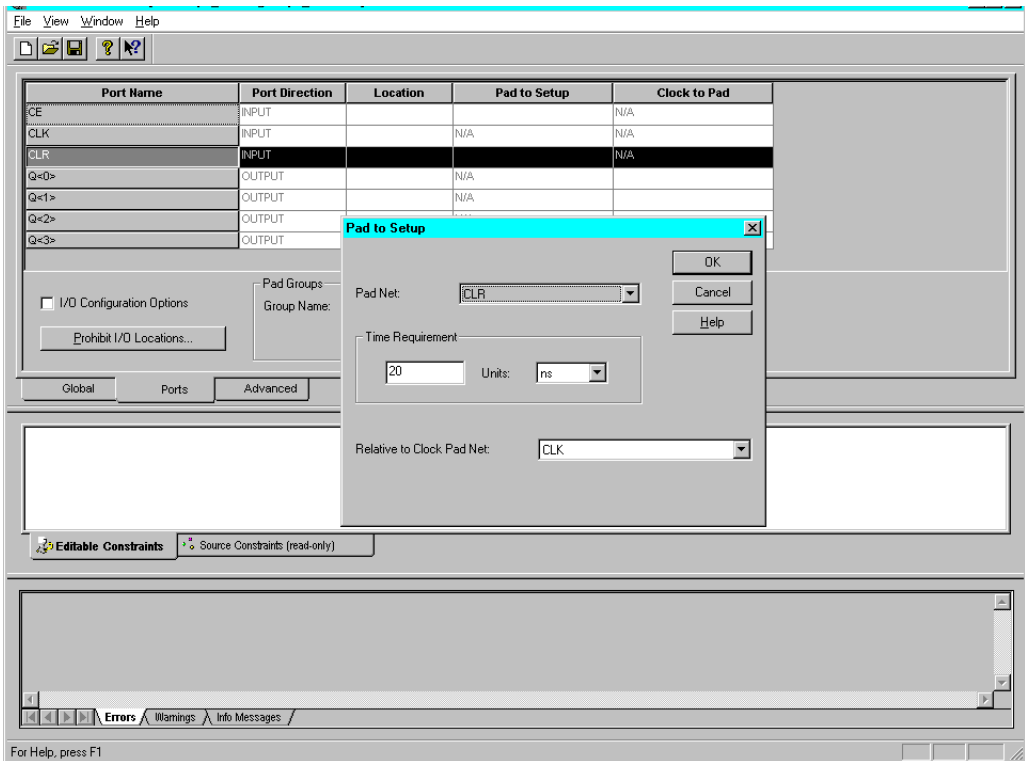 File View Window Help
Port Name Port Direction Location Pad to Setup Clock to Pad
CE INPUT N/A
CLK INPUT N/A N/A
CLR INPUT N/A
Q<0> OUTPUT N/A
Q<1> OUTPUT N/A
Q<2> OUTPUT
Q<3> OUTPUT
I/O Configuration Options
Prohibit I/O Locations...
Pad Groups
Group Name:
Global Ports Advanced
Pad to Setup
OK
Pad Net: CLR Cancel
Help
Time Requirement
20 Units: ns
Relative to Clock Pad Net: CLK
Editable Constraints Source Constraints (read-only)
Errors Warnings Info Messages
For Help, press F1